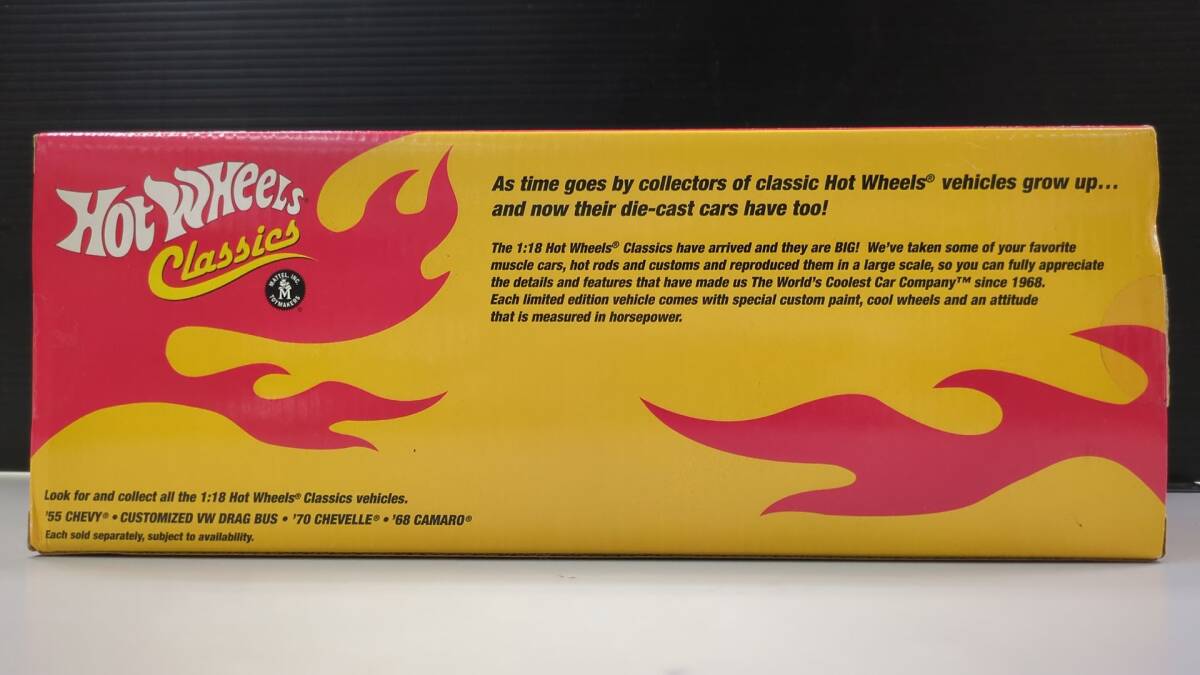 HOT WHEELS
Classics
MATTEL, INC.
M
TOYMAKERS
As time goes by collectors of classic Hot Wheels® vehicles grow up...
and now their die-cast cars have too!
The 1:18 Hot Wheels® Classics have arrived and they are BIG! We've taken some of your favorite
muscle cars, hot rods and customs and reproduced them in a large scale, so you can fully appreciate
the details and features that have made us The World's Coolest Car Company™ since 1968.
Each limited edition vehicle comes with special custom paint, cool wheels and an attitude
that is measured in horsepower.
Look for and collect all the 1:18 Hot Wheels® Classics vehicles.
'55 CHEVY® • CUSTOMIZED VW DRAG BUS • '70 CHEVELLE® • '68 CAMARO®
Each sold separately, subject to availability.